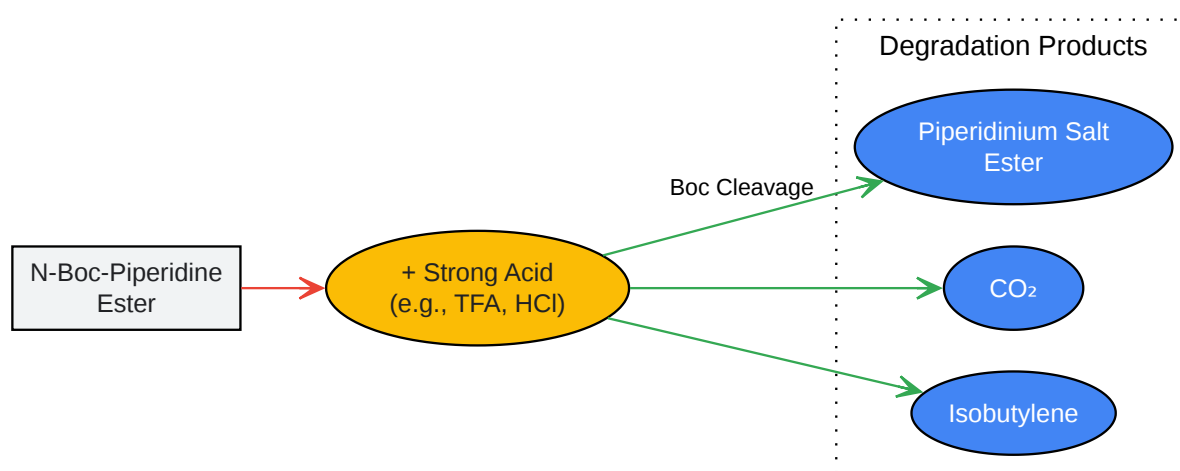 Degradation Products
Piperidinium Salt
Ester
Boc Cleavage
N-Boc-Piperidine
Ester
+ Strong Acid
(e.g., TFA, HCl)
CO₂
Isobutylene